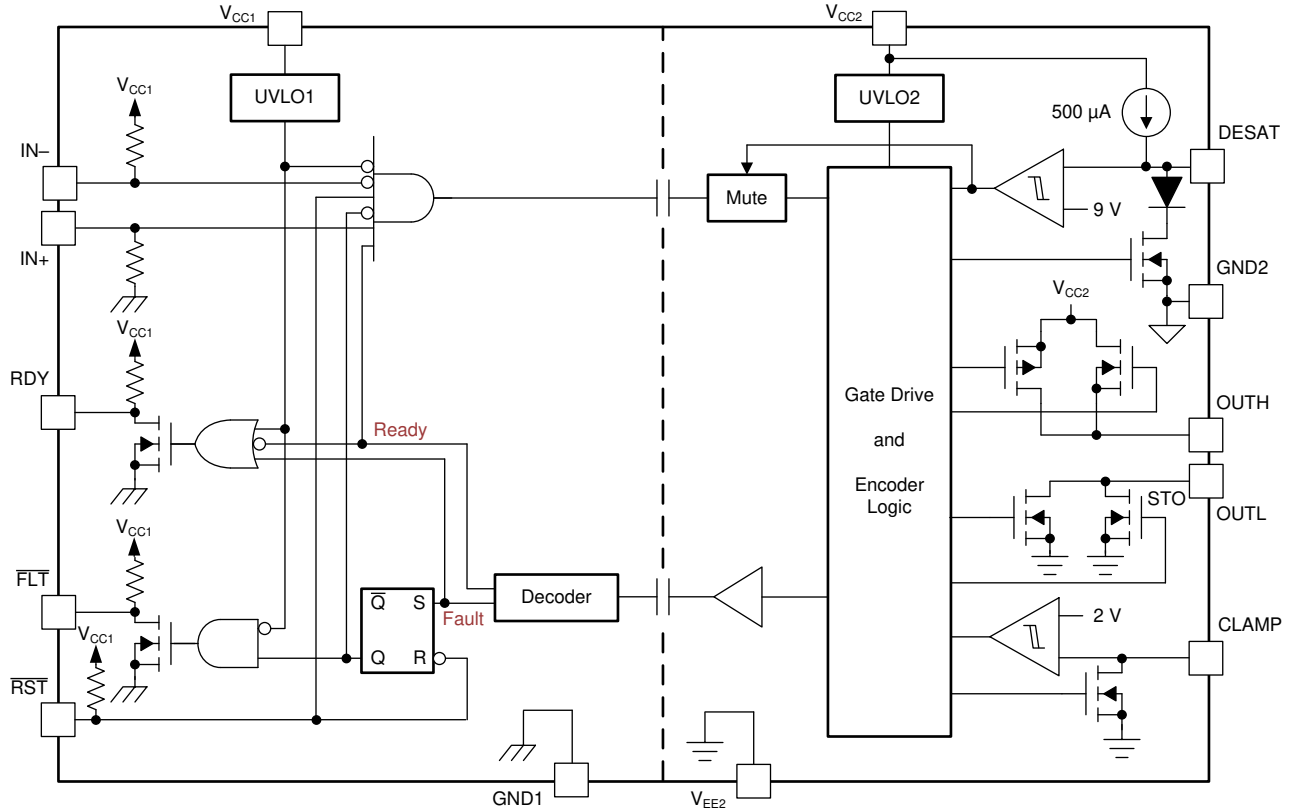 VCC1
VCC2
UVLO1
UVLO2
VCC1
500 µA
DESAT
IN–
Mute
9 V
IN+
GND2
VCC1
VCC2
RDY
Gate Drive
and
Encoder
Logic
OUTH
Ready
STO
OUTL
VCC1
FLT
Q S
Decoder
Fault
2 V
CLAMP
VCC1
Q R
RST
GND1
VEE2